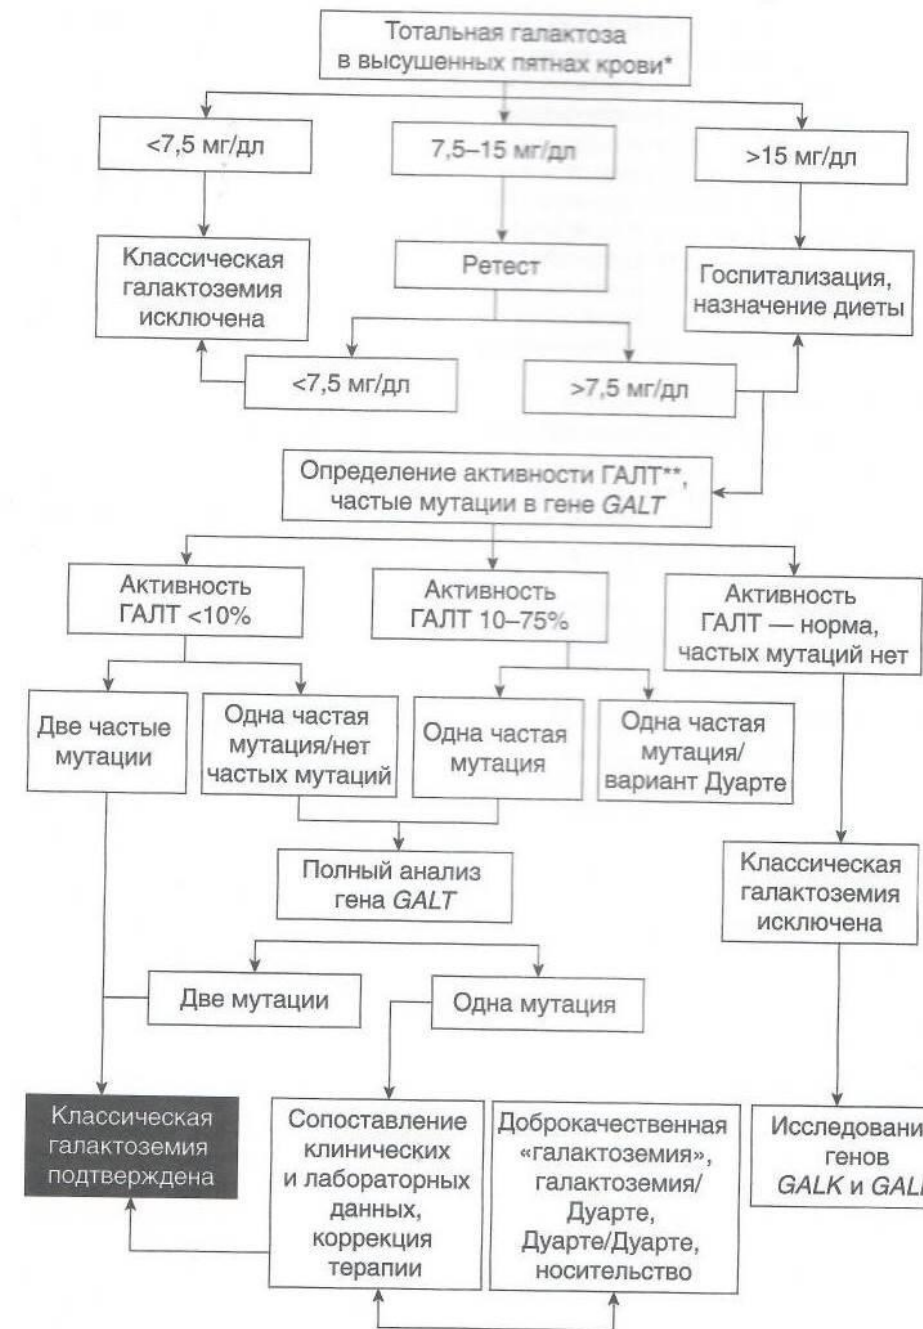 Тотальная галактоза
в высушенных пятнах крови*
<7,5 мг/дл
7,5–15 мг/дл
>15 мг/дл
Классическая
галактоземия
исключена
Ретест
Госпитализация,
назначение диеты
<7,5 мг/дл
>7,5 мг/дл
Определение активности ГАЛТ**,
частые мутации в гене GALT
Активность
ГАЛТ <10%
Активность
ГАЛТ 10–75%
Активность
ГАЛТ — норма,
частых мутаций нет
Две частые
мутации
Одна частая
мутация/нет
частых мутаций
Одна частая
мутация
Одна частая
мутация/
вариант Дуарте
Полный анализ
гена GALT
Классическая
галактоземия
исключена
Две мутации
Одна мутация
Классическая
галактоземия
подтверждена
Сопоставление
клинических
и лабораторных
данных,
коррекция
терапии
Доброкачественная
«галактоземия»,
галактоземия/
Дуарте,
Дуарте/Дуарте,
носительство
Исследовани
генов
GALK и GAL